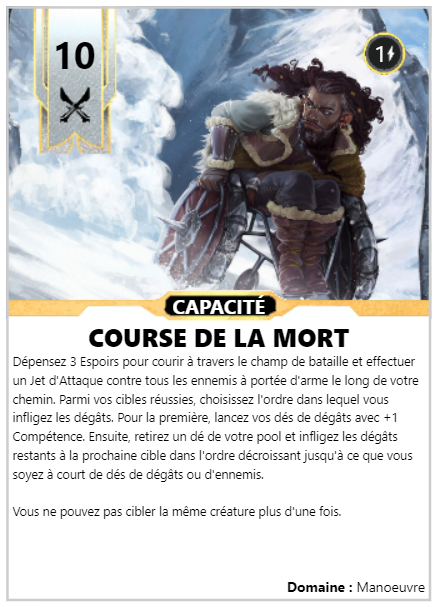 10
1
CAPACITÉ
COURSE DE LA MORT
Dépensez 3 Espoirs pour courir à travers le champ de bataille et effectuer
un Jet d'Attaque contre tous les ennemis à portée d'arme le long de votre
chemin. Parmi vos cibles réussies, choisissez l'ordre dans lequel vous
infligez les dégâts. Pour la première, lancez vos dés de dégâts avec +1
Compétence. Ensuite, retirez un dé de votre pool et infligez les dégâts
restants à la prochaine cible dans l'ordre décroissant jusqu'à ce que vous
soyez à court de dés de dégâts ou d'ennemis.
Vous ne pouvez pas cibler la même créature plus d'une fois.
Domaine : Manoeuvre